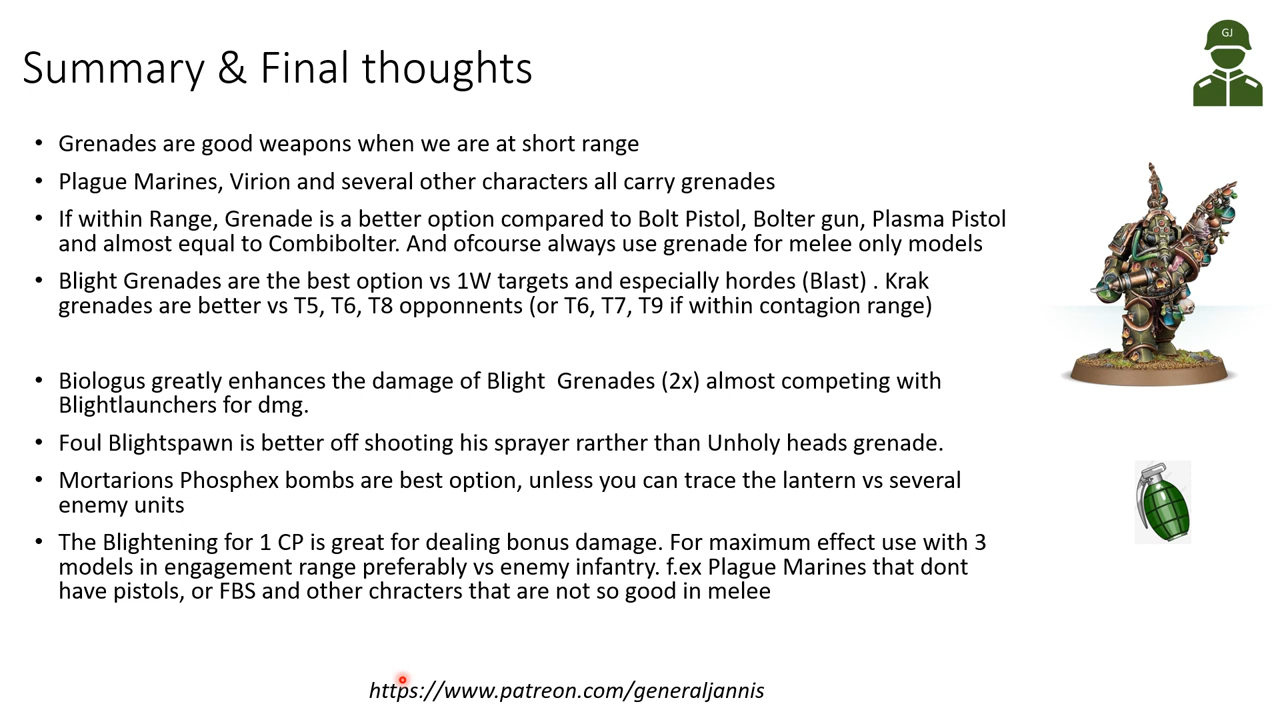 GJ
Summary & Final thoughts
• Grenades are good weapons when we are at short range
• Plague Marines, Virion and several other characters all carry grenades
• If within Range, Grenade is a better option compared to Bolt Pistol, Bolter gun, Plasma Pistol
and almost equal to Combibolter. And ofcourse always use grenade for melee only models
• Blight Grenades are the best option vs 1W targets and especially hordes (Blast) . Krak
grenades are better vs T5, T6, T8 opponnents (or T6, T7, T9 if within contagion range)
• Biologus greatly enhances the damage of Blight  Grenades (2x) almost competing with
Blightlaunchers for dmg.
• Foul Blightspawn is better off shooting his sprayer rarther than Unholy heads grenade.
• Mortarions Phosphex bombs are best option, unless you can trace the lantern vs several
enemy units
• The Blightening for 1 CP is great for dealing bonus damage. For maximum effect use with 3
models in engagement range preferably vs enemy infantry. f.ex Plague Marines that dont
have pistols, or FBS and other chracters that are not so good in melee
https://www.patreon.com/generaljannis